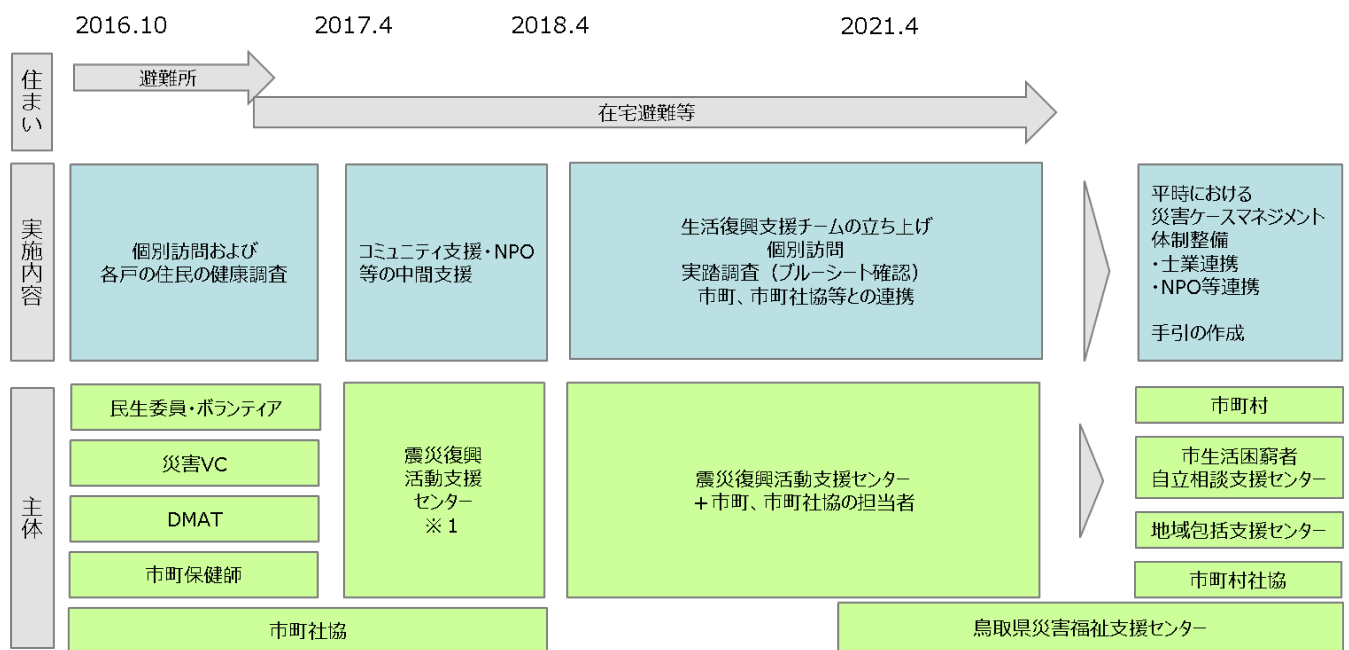 2016.10
2017.4
2018.4
2021.4
住まい
避難所
在宅避難等
実施内容
個別訪問および
各戸の住民の健康調査
コミュニティ支援・NPO
等の中間支援
生活復興支援チームの立ち上げ
個別訪問
実踏調査（ブルーシート確認）
市町、市町社協等との連携
平時における
災害ケースマネジメント
体制整備
・士業連携
・NPO等連携
手引の作成
主体
民生委員・ボランティア
災害VC
DMAT
市町保健師
市町社協
震災復興
活動支援
センター
※１
震災復興活動支援センター
＋市町、市町社協の担当者
市町村
市生活困窮者
自立相談支援センター
地域包括支援センター
市町村社協
鳥取県災害福祉支援センター